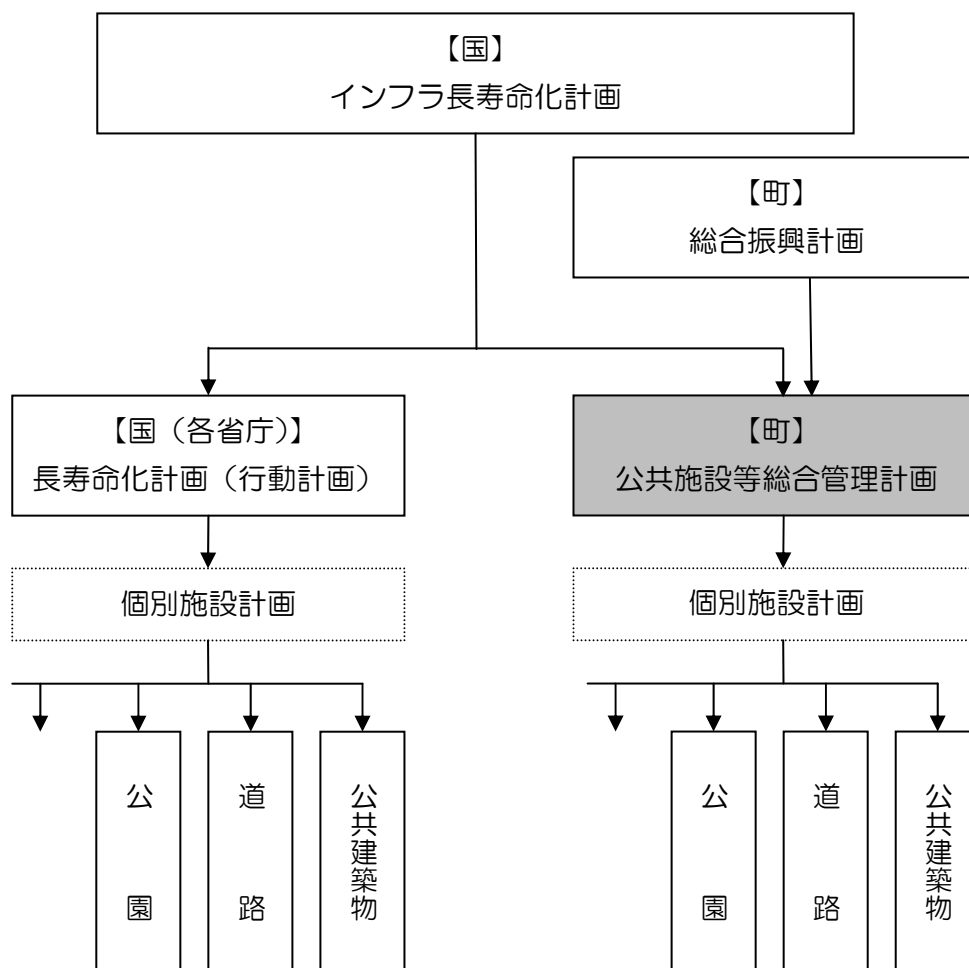 【国】
インフラ長寿命化計画
【町】
総合振興計画
【国（各省庁）】
長寿命化計画（行動計画）
【町】
公共施設等総合管理計画
個別施設計画
個別施設計画
公園
道路
公共建築物
公園
道路
公共建築物